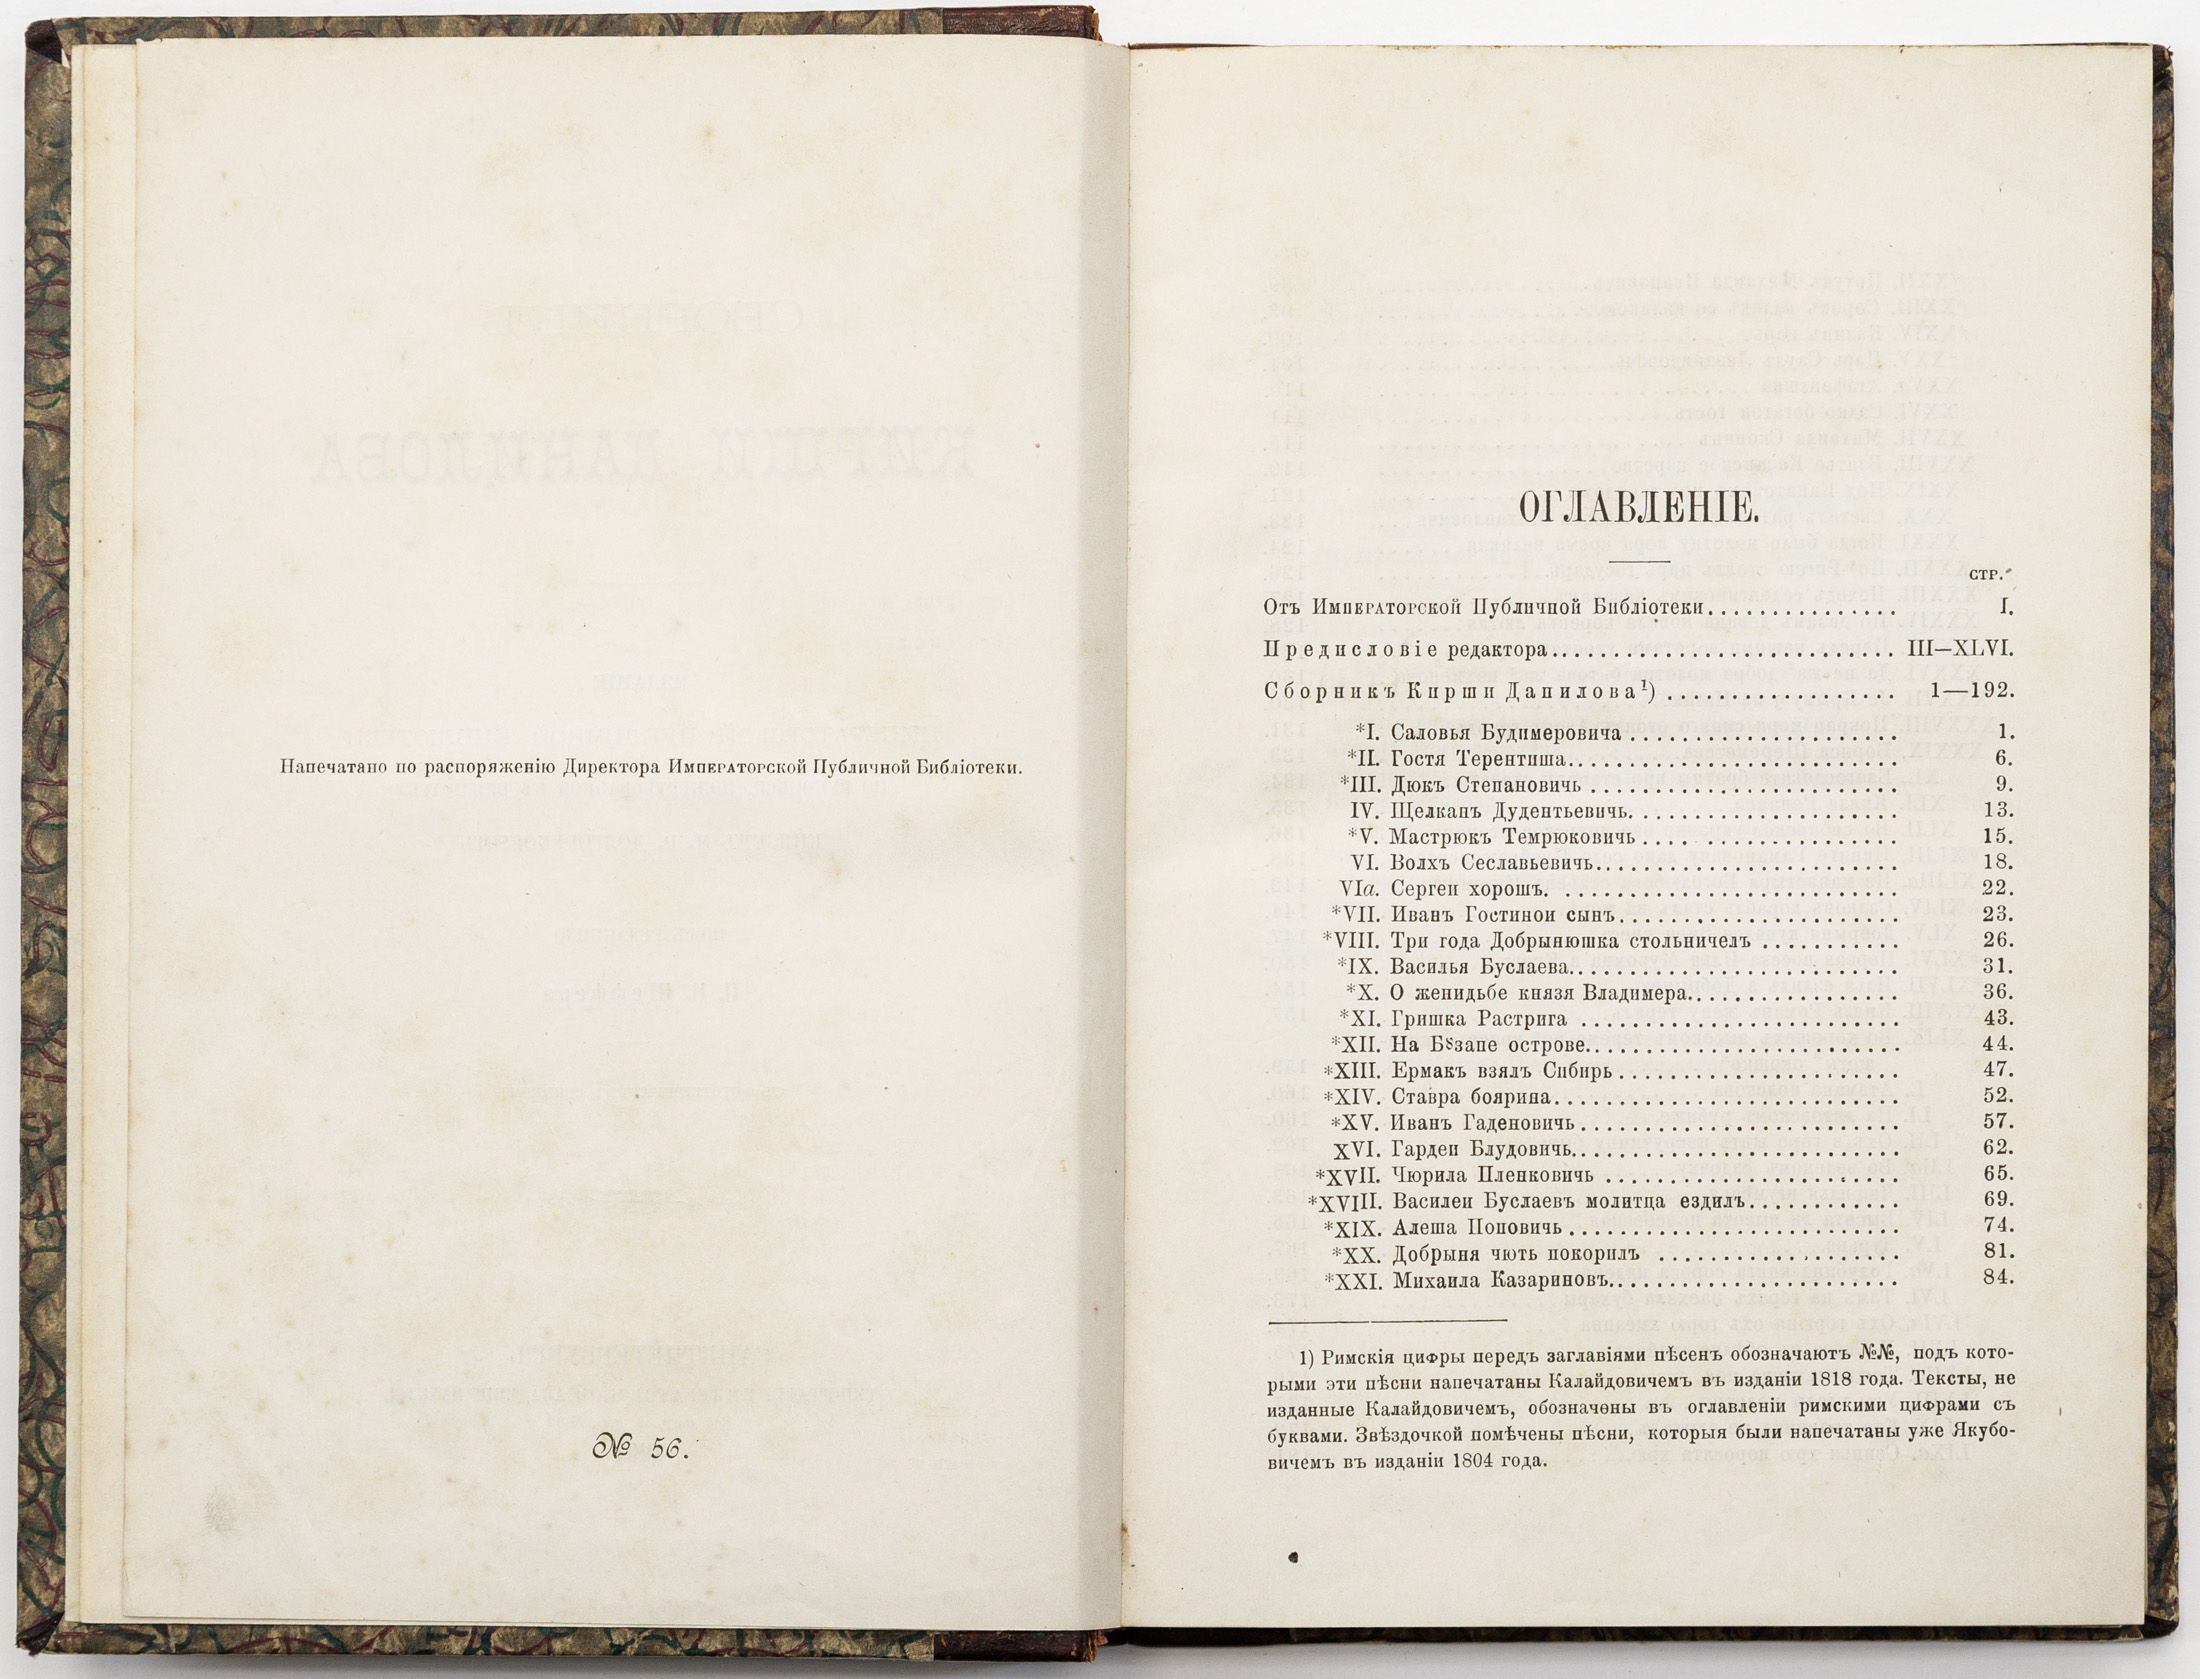 Напечатано по распоряженію Директора Императорской Публичной Библіотеки.
№ 56.
ОГЛАВЛЕНІЕ.
СТР.
Отъ Императорской Публичной Библіотеки............... I.
Предисловіе редактора........................... III—XLVI.
Сборникъ Кирши Данилова¹) .................. 1—192.
*I. Саловья Будимеровича ..................... 1.
*II. Гостя Терентиша.......................... 6.
*III. Дюкъ Степановичь ........................ 9.
IV. Щелканъ Дудентьевичь..................... 13.
*V. Мастрюкъ Темрюковичь .................... 15.
VI. Волхъ Сеславьевичь........................ 18.
VIa. Сергеи хорошъ. .......................... 22.
*VII. Иванъ Гостинои сынъ...................... 23.
*VIII. Три года Добрынюшка стольничелъ ........... 26.
*IX. Василья Буслаева.......................... 31.
*X. О женидьбе князя Владимера................. 36.
*XI. Гришка Растрига ......................... 43.
*XII. На Бѕзане острове......................... 44.
*XIII. Ермакъ взялъ Сибирь ...................... 47.
*XIV. Ставра боярина........................... 52.
*XV. Иванъ Гаденовичь ......................... 57.
XVI. Гардеи Блудовичь.......................... 62.
*XVII. Чюрила Пленковичь ....................... 65.
*XVIII. Василеи Буслаевъ молитца ездилъ............ 69.
*XIX. Алеша Поповичь .......................... 74.
*XX. Добрыня чють покорилъ ................... 81.
*XXI. Михаила Казариновъ....................... 84.
1) Римскія цифры передъ заглавіями пѣсенъ обозначаютъ №№, подъ кото-
рыми эти пѣсни напечатаны Калайдовичемъ въ изданіи 1818 года. Тексты, не
изданные Калайдовичемъ, обозначены въ оглавленіи римскими цифрами съ
буквами. Звѣздочкой помѣчены пѣсни, которыя были напечатаны уже Якубо-
вичемъ въ изданіи 1804 года.